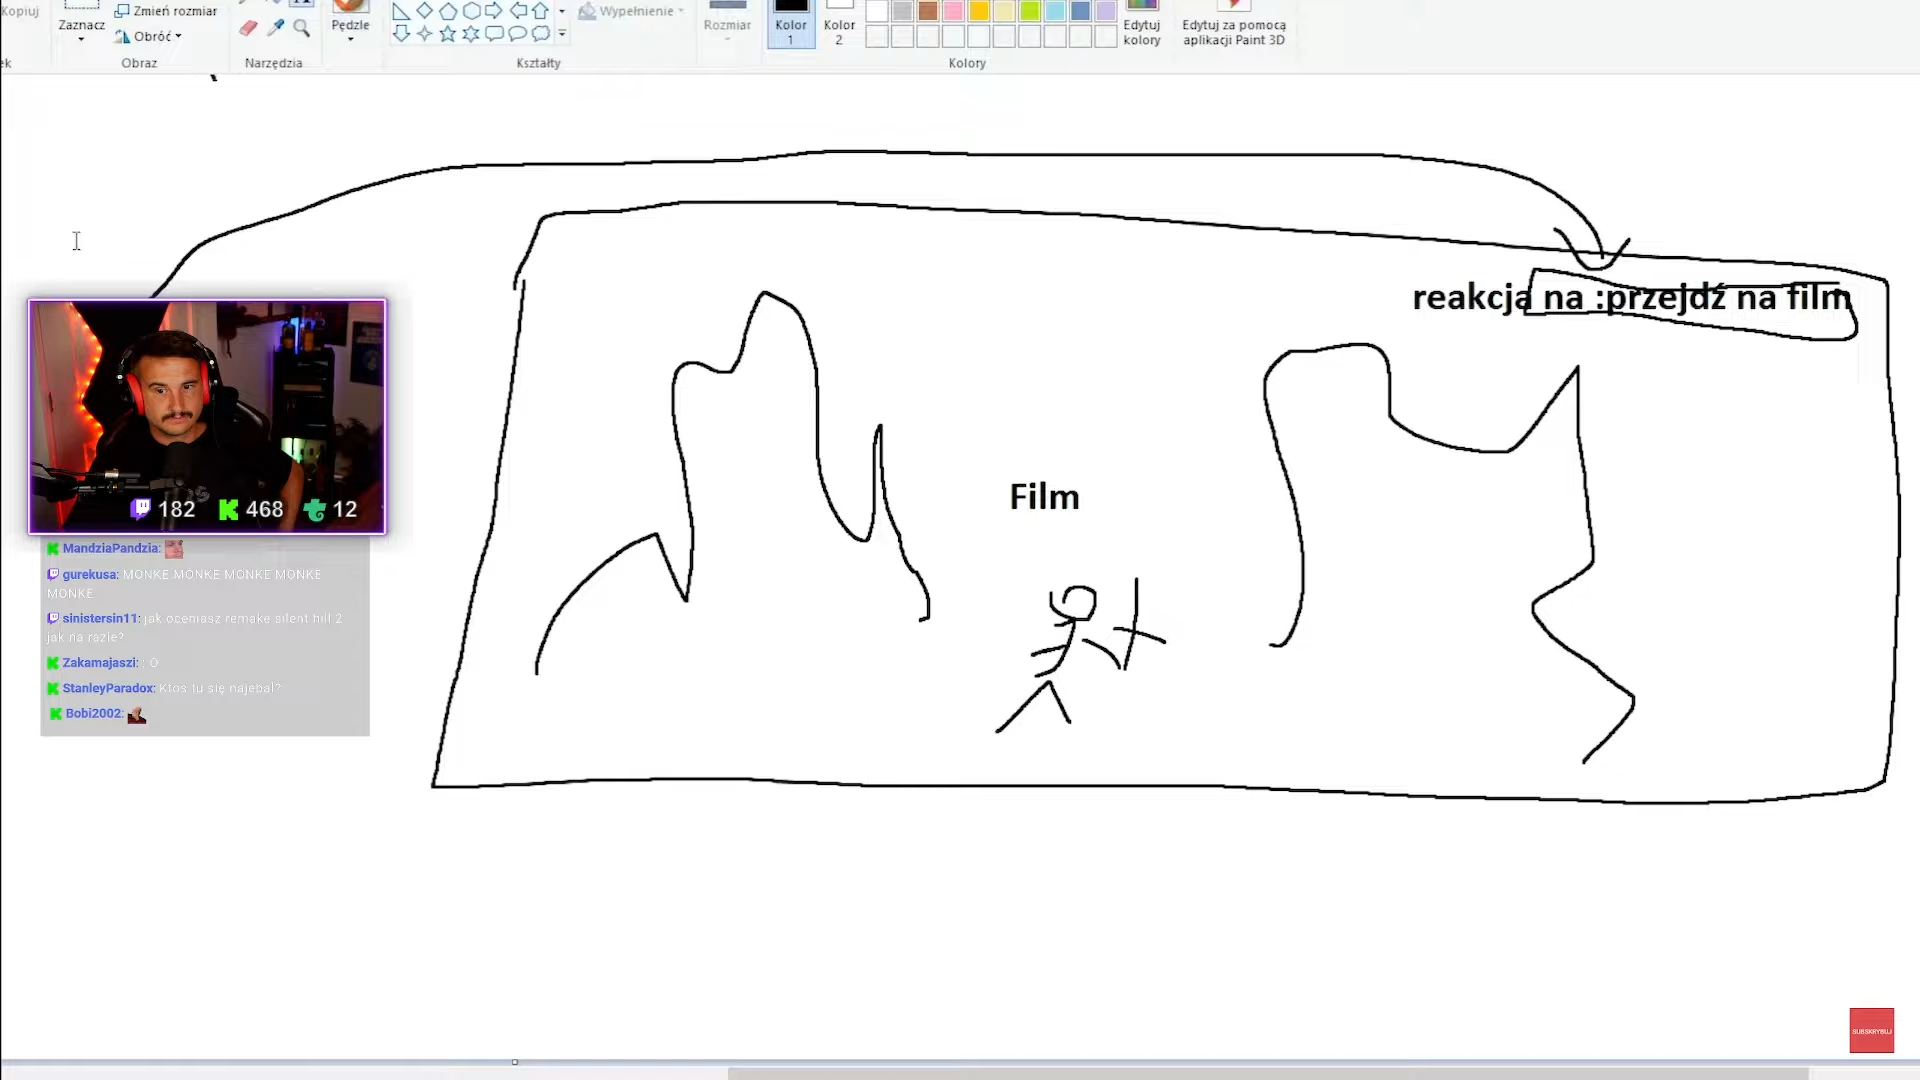 Kopiuj
Zaznacz
Zmień rozmiar
Obróć
Pędzle
Wypełnienie
Rozmiar
Kolor
1
Kolor
2
Edytuj
kolory
Edytuj za pomocą
aplikacji Paint 3D
ek
Obraz
Narzędzia
Kształty
Kolory
reakcja na :przejdź na film
Film
182
468
12
MandziaPandzia:
gurekusa: MONKE MONKE MONKE MONKE
MONKE
sinistersin11: jak oceniasz remake silent hill 2
jak na razie?
Zakamajaszi: : O
StanleyParadox: Ktos tu się najebal?
Bobi2002:
SUBSKRYBUJ